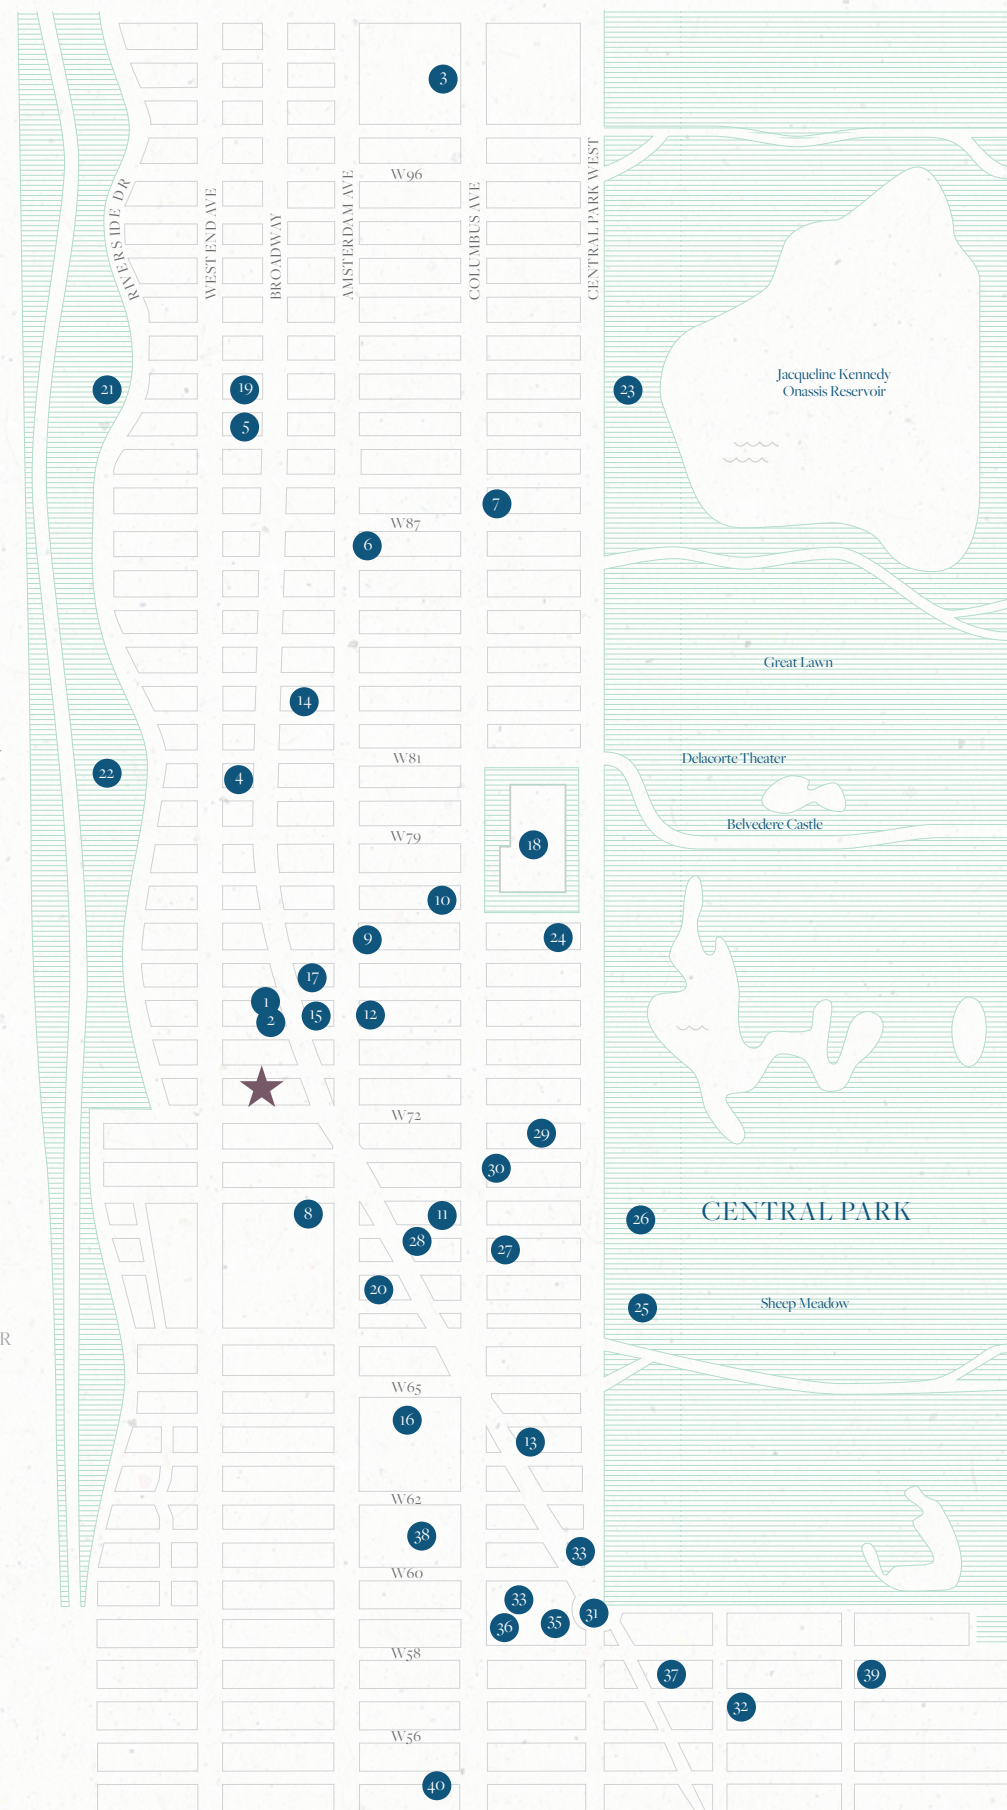 3
W96
RIVERSIDE DR
WEST END AVE
BROADWAY
AMSTERDAM AVE
COLUMBUS AVE
CENTRAL PARK WEST
21
19
23
Jacqueline Kennedy
Onassis Reservoir
5
7
W87
6
Great Lawn
14
W81
Delacorte Theater
22
4
Belvedere Castle
W79
18
10
9
24
17
1
2
15
12
W72
29
30
8
11
26
CENTRAL PARK
28
27
20
25
Sheep Meadow
R
W65
16
13
W62
38
33
W60
33
31
36
35
W58
37
39
32
W56
40